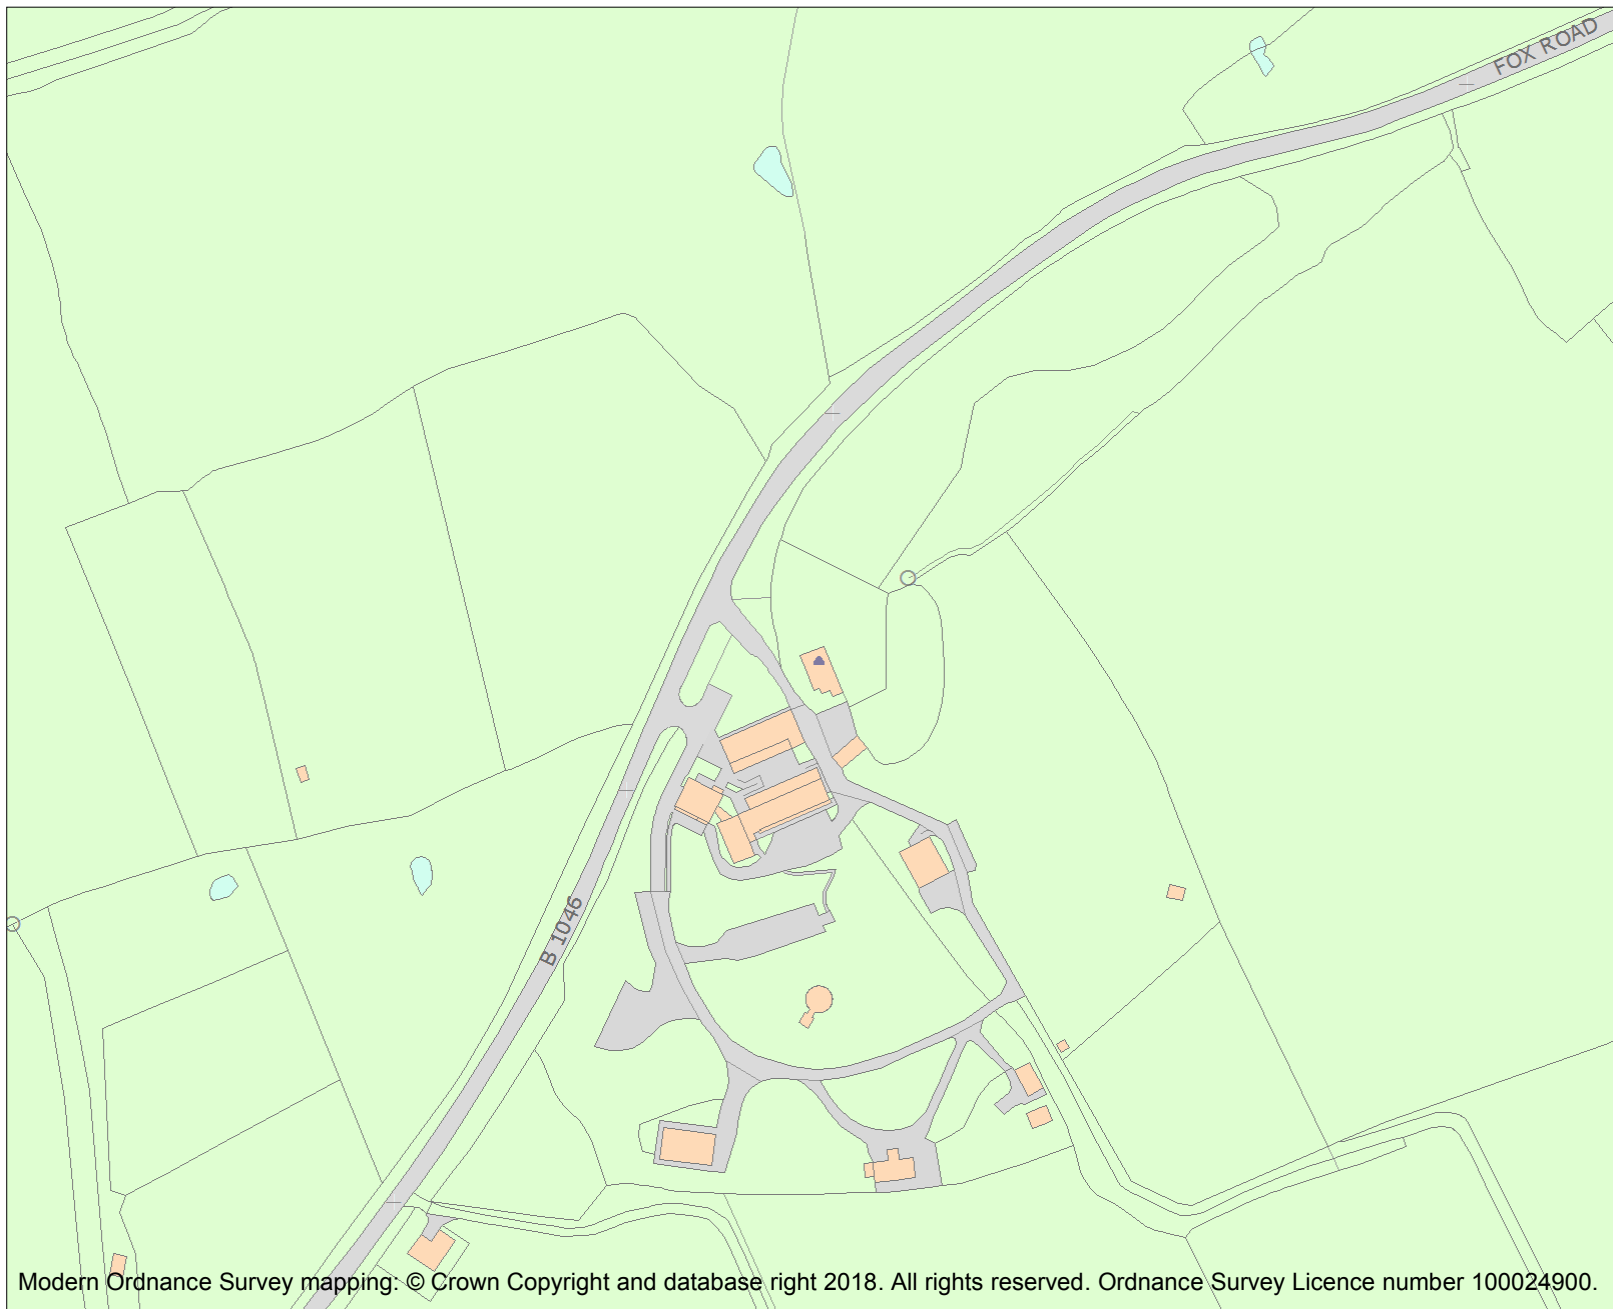 FOX ROAD
B 1046
Modern Ordnance Survey mapping: © Crown Copyright and database right 2018. All rights reserved. Ordnance Survey Licence number 100024900.